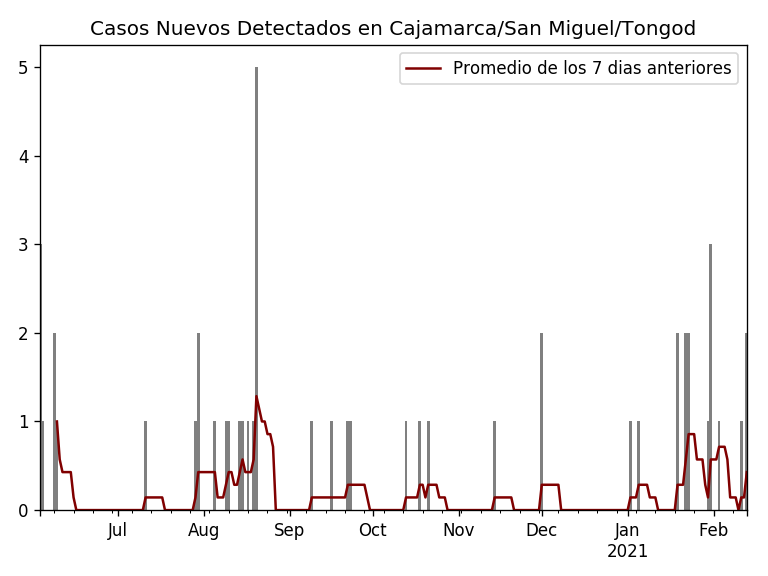 Casos Nuevos Detectados en Cajamarca/San Miguel/Tongod
Promedio de los 7 dias anteriores
5
4
3
2
1
0
Jul Aug Sep Oct Nov Dec Jan Feb
2021